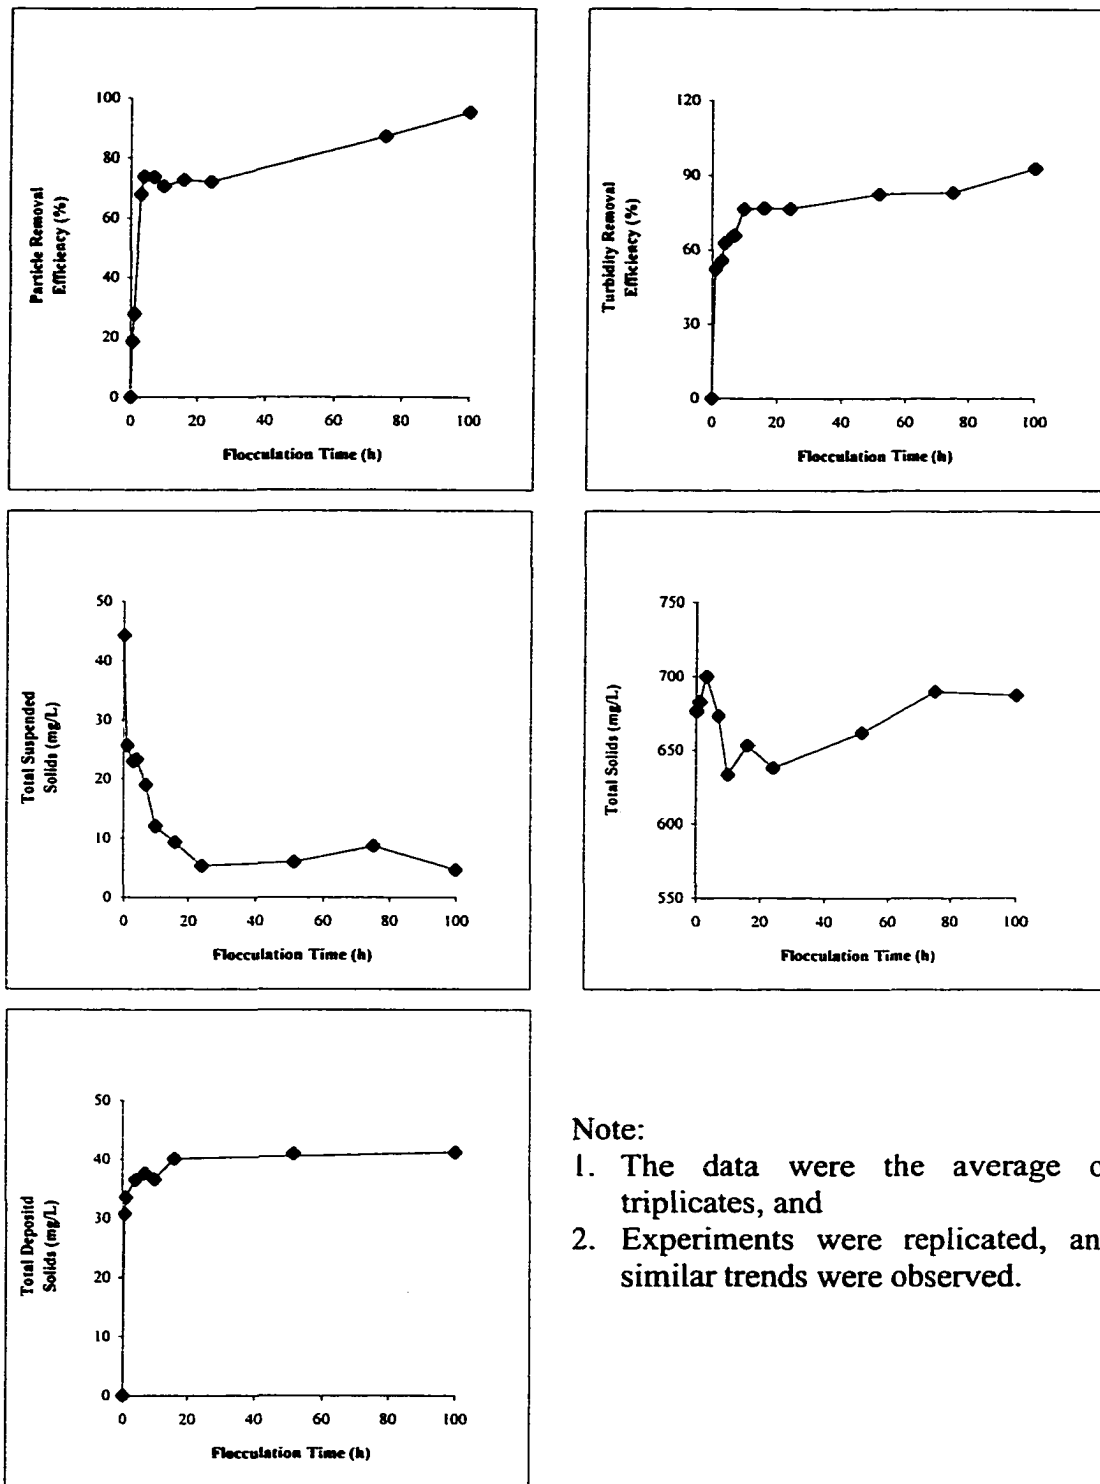 100
80
60
40
20
0
0 20 40 60 80 100
Particle Removal
Efficiency (%)
Flocculation Time (h)
120
90
60
30
0
0 20 40 60 80 100
Turbidity Removal
Efficiency (%)
Flocculation Time (h)
50
40
30
20
10
0
0 20 40 60 80 100
Total Suspended
Solids (mg/L)
Flocculation Time (h)
750
700
650
600
550
0 20 40 60 80 100
Total Solids (mg/L)
Flocculation Time (h)
50
40
30
20
10
0
0 20 40 60 80 100
Total Depositd
Solids (mg/L)
Flocculation Time (h)
Note:
1. The data were the average o
triplicates, and
2. Experiments were replicated, an
similar trends were observed.